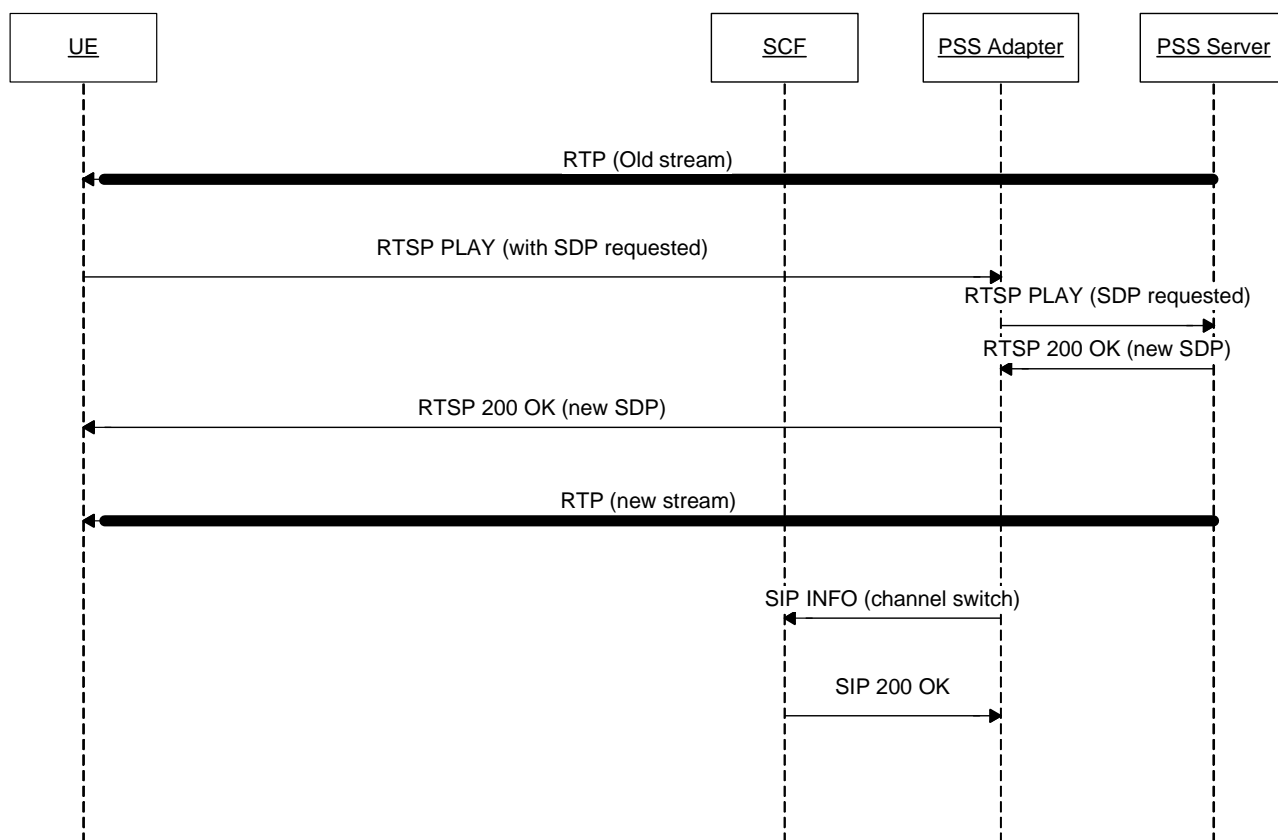 UE
SCF
PSS Adapter
PSS Server
RTP (Old stream)
RTSP PLAY (with SDP requested)
RTSP PLAY (SDP requested)
RTSP 200 OK (new SDP)
RTSP 200 OK (new SDP)
RTP (new stream)
SIP INFO (channel switch)
SIP 200 OK